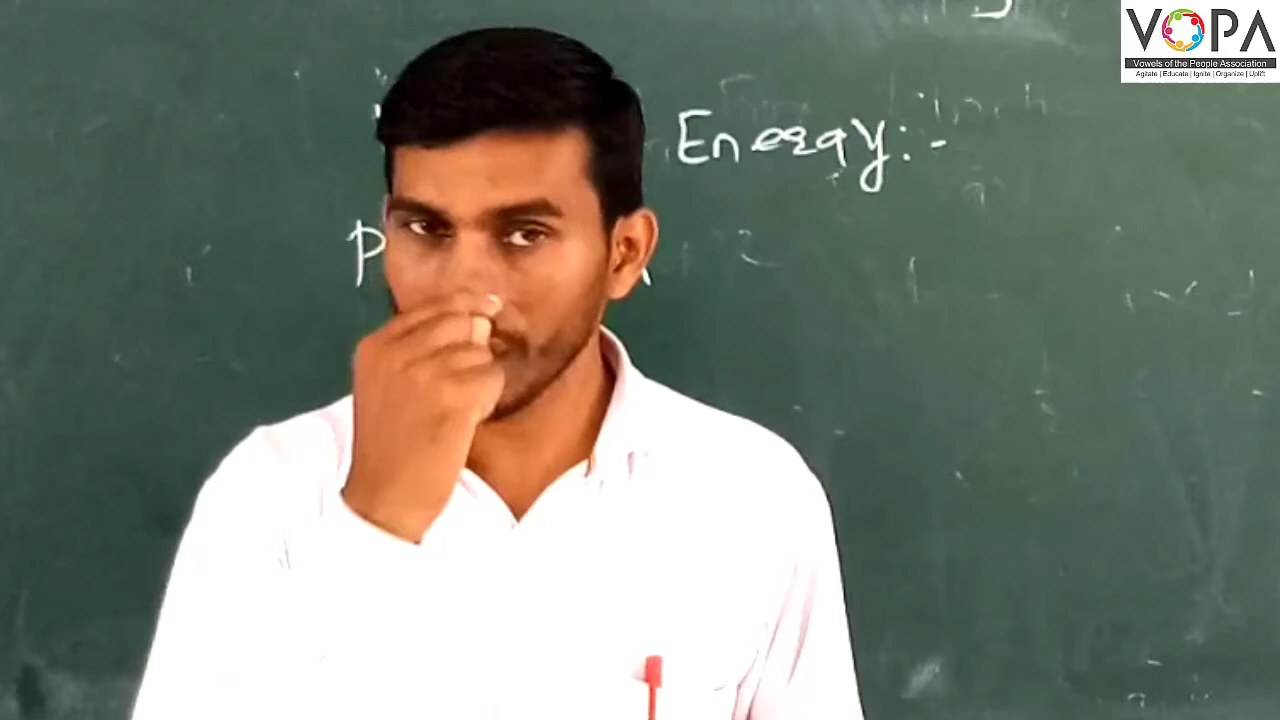 VOPA
Vowels of the People Association
Agitate | Educate | Ignite | Organize | Uplift
Energy:-
P